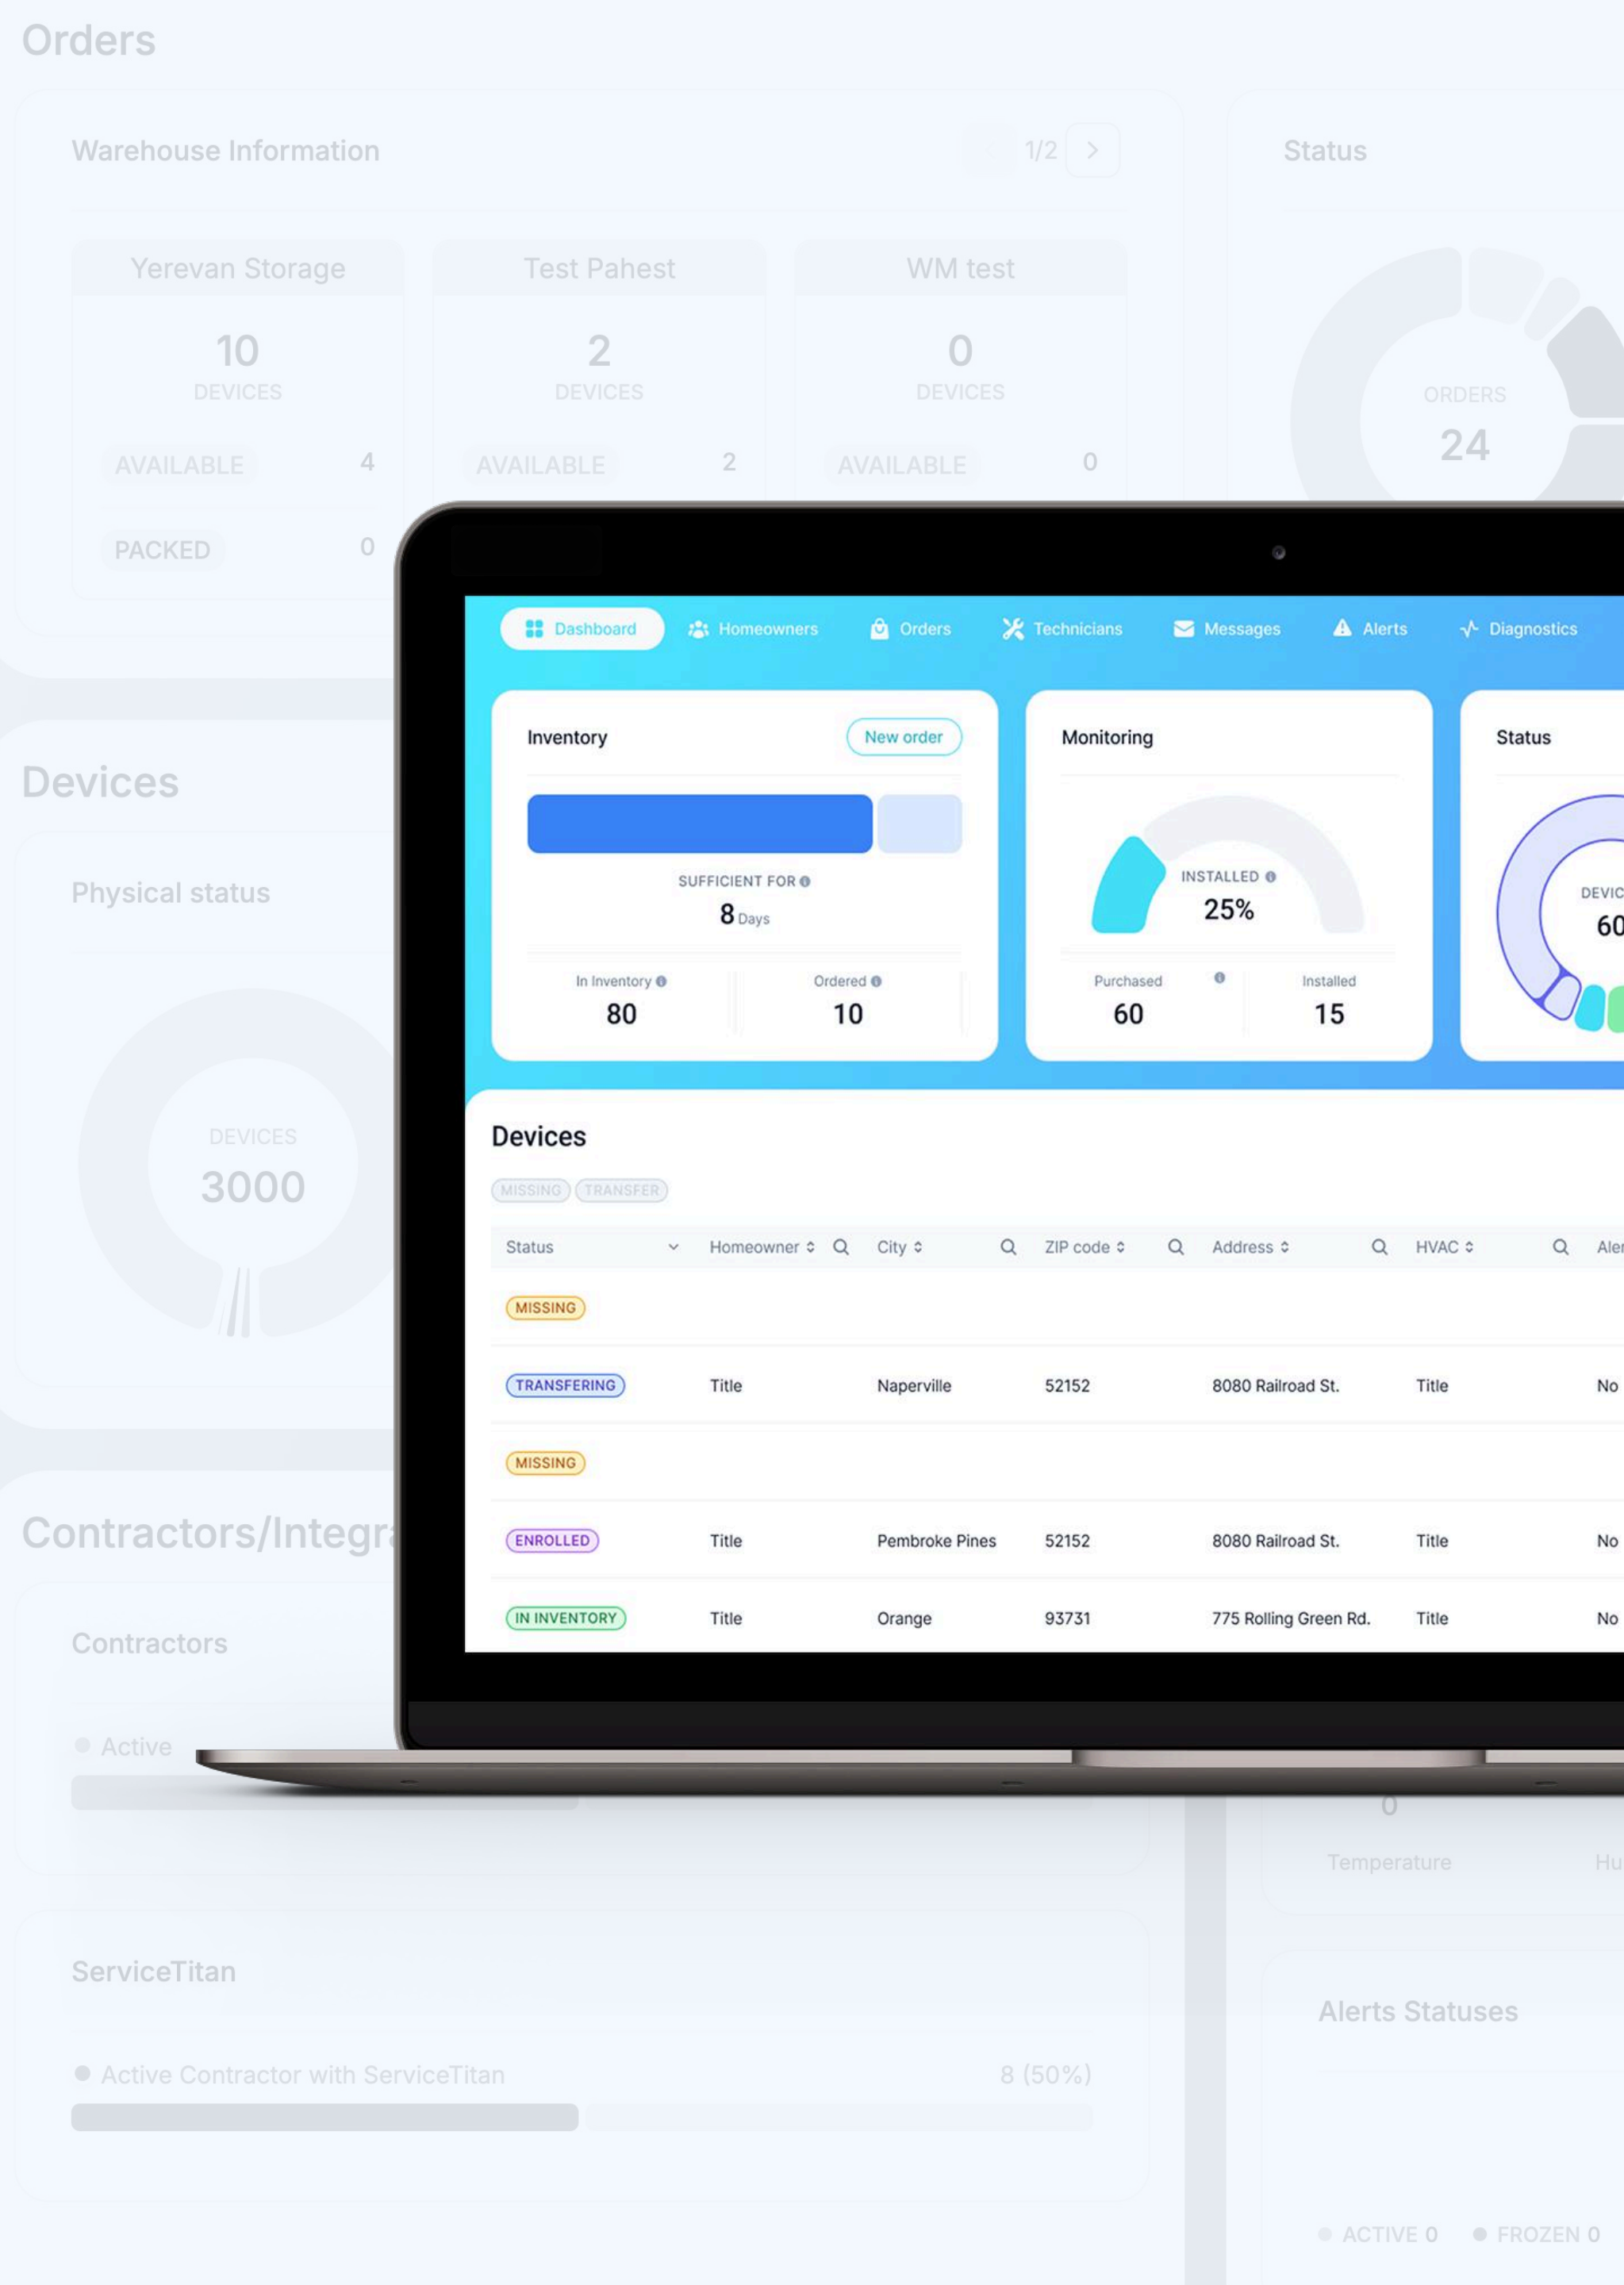 Orders
Warehouse Information
1/2
Status
Yerevan Storage
Test Pahest
WM test
10
2
0
DEVICES
DEVICES
DEVICES
ORDERS
24
AVAILABLE 4
AVAILABLE 2
AVAILABLE 0
PACKED 0
Dashboard Homeowners Orders Technicians Messages Alerts Diagnostics
Inventory
New order
SUFFICIENT FOR
8 Days
In Inventory
80
Ordered
10
Monitoring
INSTALLED
25%
Purchased
60
Installed
15
Status
DEVIC
60
Devices
Physical status
DEVICES
3000
Devices
MISSING TRANSFER
Status Homeowner City ZIP code Address HVAC Aler
MISSING
TRANSFERING Title Naperville 52152 8080 Railroad St. Title No
MISSING
ENROLLED Title Pembroke Pines 52152 8080 Railroad St. Title No
IN INVENTORY Title Orange 93731 775 Rolling Green Rd. Title No
Contractors/Integra
Contractors
Active
0
Temperature
Hu
ServiceTitan
Active Contractor with ServiceTitan 8 (50%)
Alerts Statuses
ACTIVE 0 FROZEN 0